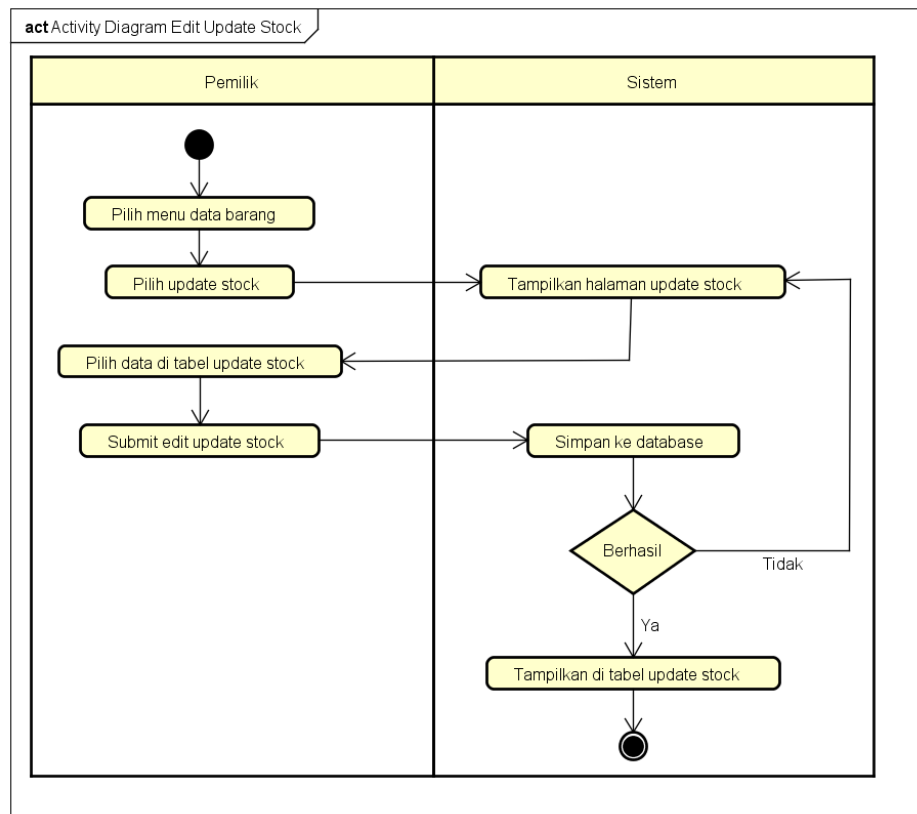 act Activity Diagram Edit Update Stock
Pemilik
Sistem
Pilih menu data barang
Pilih update stock
Tampilkan halaman update stock
Pilih data di tabel update stock
Submit edit update stock
Simpan ke database
Berhasil
Tidak
Ya
Tampilkan di tabel update stock